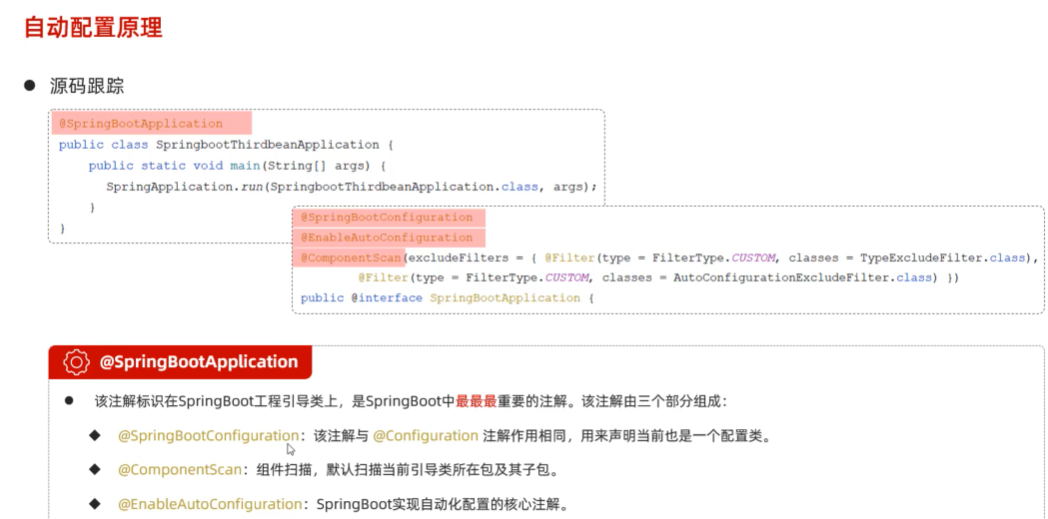 自动配置原理
源码跟踪
@SpringBootApplication
public class SpringbootThirdbeanApplication {
public static void main(String[] args) {
SpringApplication.run(SpringbootThirdbeanApplication.class, args);
}
}
@SpringBootConfiguration
@EnableAutoConfiguration
@ComponentScan(excludeFilters = { @Filter(type = FilterType.CUSTOM, classes = TypeExcludeFilter.class),
@Filter(type = FilterType.CUSTOM, classes = AutoConfigurationExcludeFilter.class) })
public @interface SpringBootApplication {
@SpringBootApplication
该注解标识在SpringBoot工程引导类上，是SpringBoot中最最最重要的注解。该注解由三个部分组成：
@SpringBootConfiguration：该注解与 @Configuration 注解作用相同，用来声明当前也是一个配置类。
@ComponentScan：组件扫描，默认扫描当前引导类所在包及其子包。
@EnableAutoConfiguration：SpringBoot实现自动化配置的核心注解。